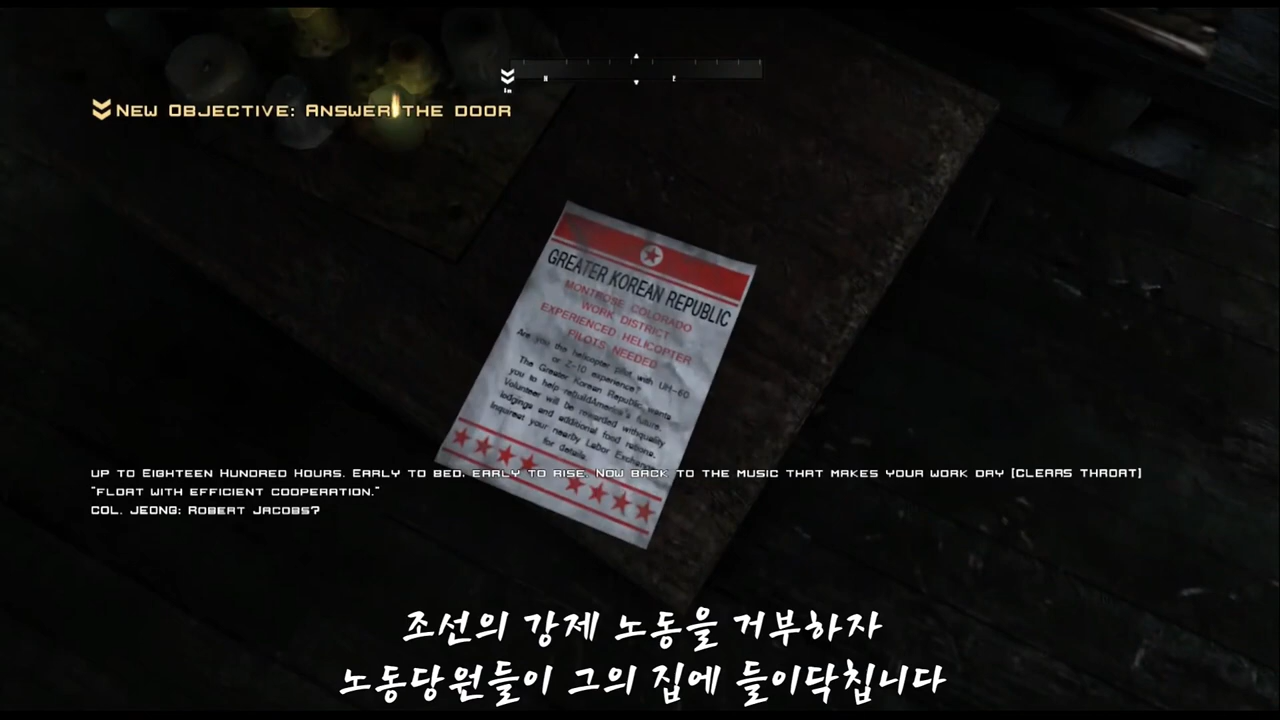 N
E
1m
New Objective: Answer the door
GREATER KOREAN REPUBLIC
MONTROSE COLORADO
WORK DISTRICT
EXPERIENCED HELICOPTER
PILOTS NEEDED
Are you the helicopter pilot with UH-60
or Z-10 experience?
The Greater Korean Republic wants
you to help rebuildAmerica's future.
Volunteer will be rewarded withquality
lodgings and additional food rations.
Inquireat your nearby Labor Exchange
for details.
up to Eighteen Hundred Hours. Early to bed, early to rise. Now back to the music that makes your work day [clears throat]
"float with efficient cooperation."
COL. JEONG: Robert Jacobs?
조선의 강제 노동을 거부하자
노동당원들이 그의 집에 들이닥칩니다